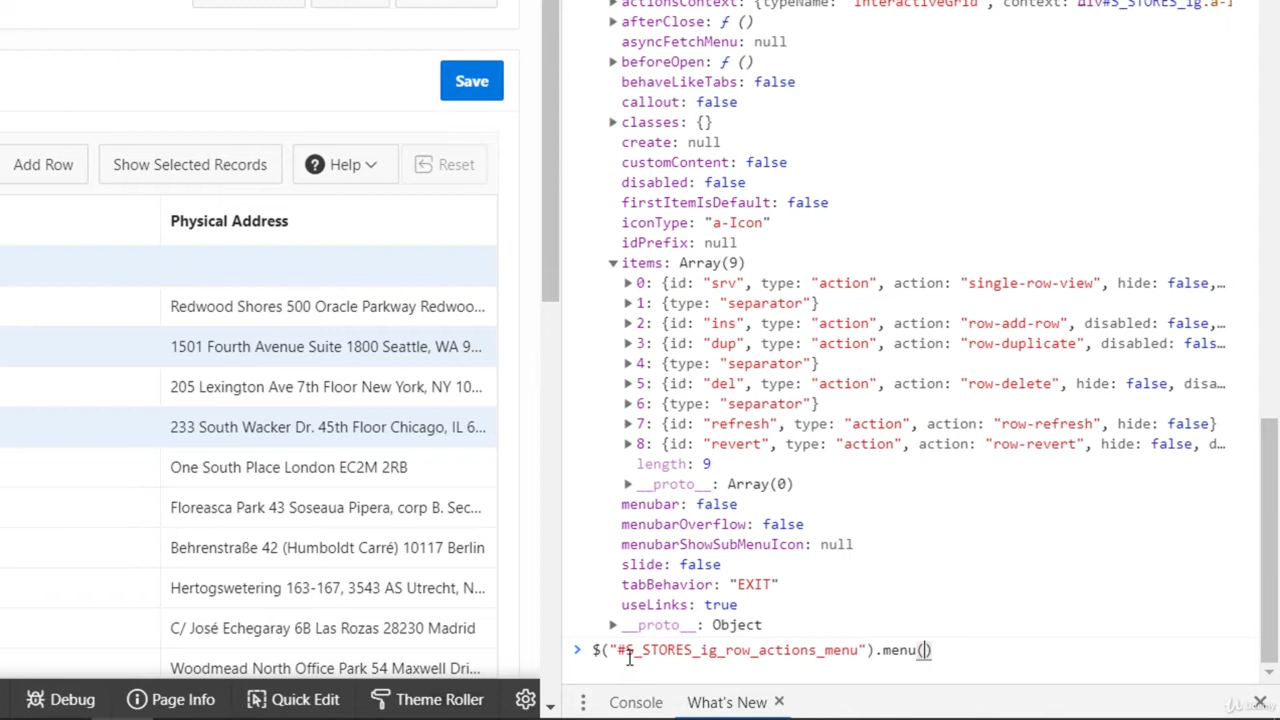 Save
Add Row
Show Selected Records
? Help
Reset
Physical Address
Redwood Shores 500 Oracle Parkway Redwoo...
1501 Fourth Avenue Suite 1800 Seattle, WA 9...
205 Lexington Ave 7th Floor New York, NY 10...
233 South Wacker Dr. 45th Floor Chicago, IL 6...
One South Place London EC2M 2RB
Floreasca Park 43 Soseaua Pipera, corp B. Sec...
Behrenstraße 42 (Humboldt Carré) 10117 Berlin
Hertogswetering 163-167, 3543 AS Utrecht, N...
C/ José Echegaray 6B Las Rozas 28230 Madrid
Woodmead North Office Park 54 Maxwell Dri...
Debug
Page Info
Quick Edit
Theme Roller
actionsContext: {typeName: "InteractiveGrid", context: div#S_STORES_ig.a-I
afterClose: ƒ ()
asyncFetchMenu: null
beforeOpen: ƒ ()
behaveLikeTabs: false
callout: false
classes: {}
create: null
customContent: false
disabled: false
firstItemIsDefault: false
iconType: "a-Icon"
idPrefix: null
items: Array(9)
0: {id: "srv", type: "action", action: "single-row-view", hide: false,…
1: {type: "separator"}
2: {id: "ins", type: "action", action: "row-add-row", disabled: false,…
3: {id: "dup", type: "action", action: "row-duplicate", disabled: fals…
4: {type: "separator"}
5: {id: "del", type: "action", action: "row-delete", hide: false, disa…
6: {type: "separator"}
7: {id: "refresh", type: "action", action: "row-refresh", hide: false}
8: {id: "revert", type: "action", action: "row-revert", hide: false, d…
length: 9
__proto__: Array(0)
menubar: false
menubarOverflow: false
menubarShowSubMenuIcon: null
slide: false
tabBehavior: "EXIT"
useLinks: true
__proto__: Object
$("#S_STORES_ig_row_actions_menu").menu()
Console
What's New
Udemy